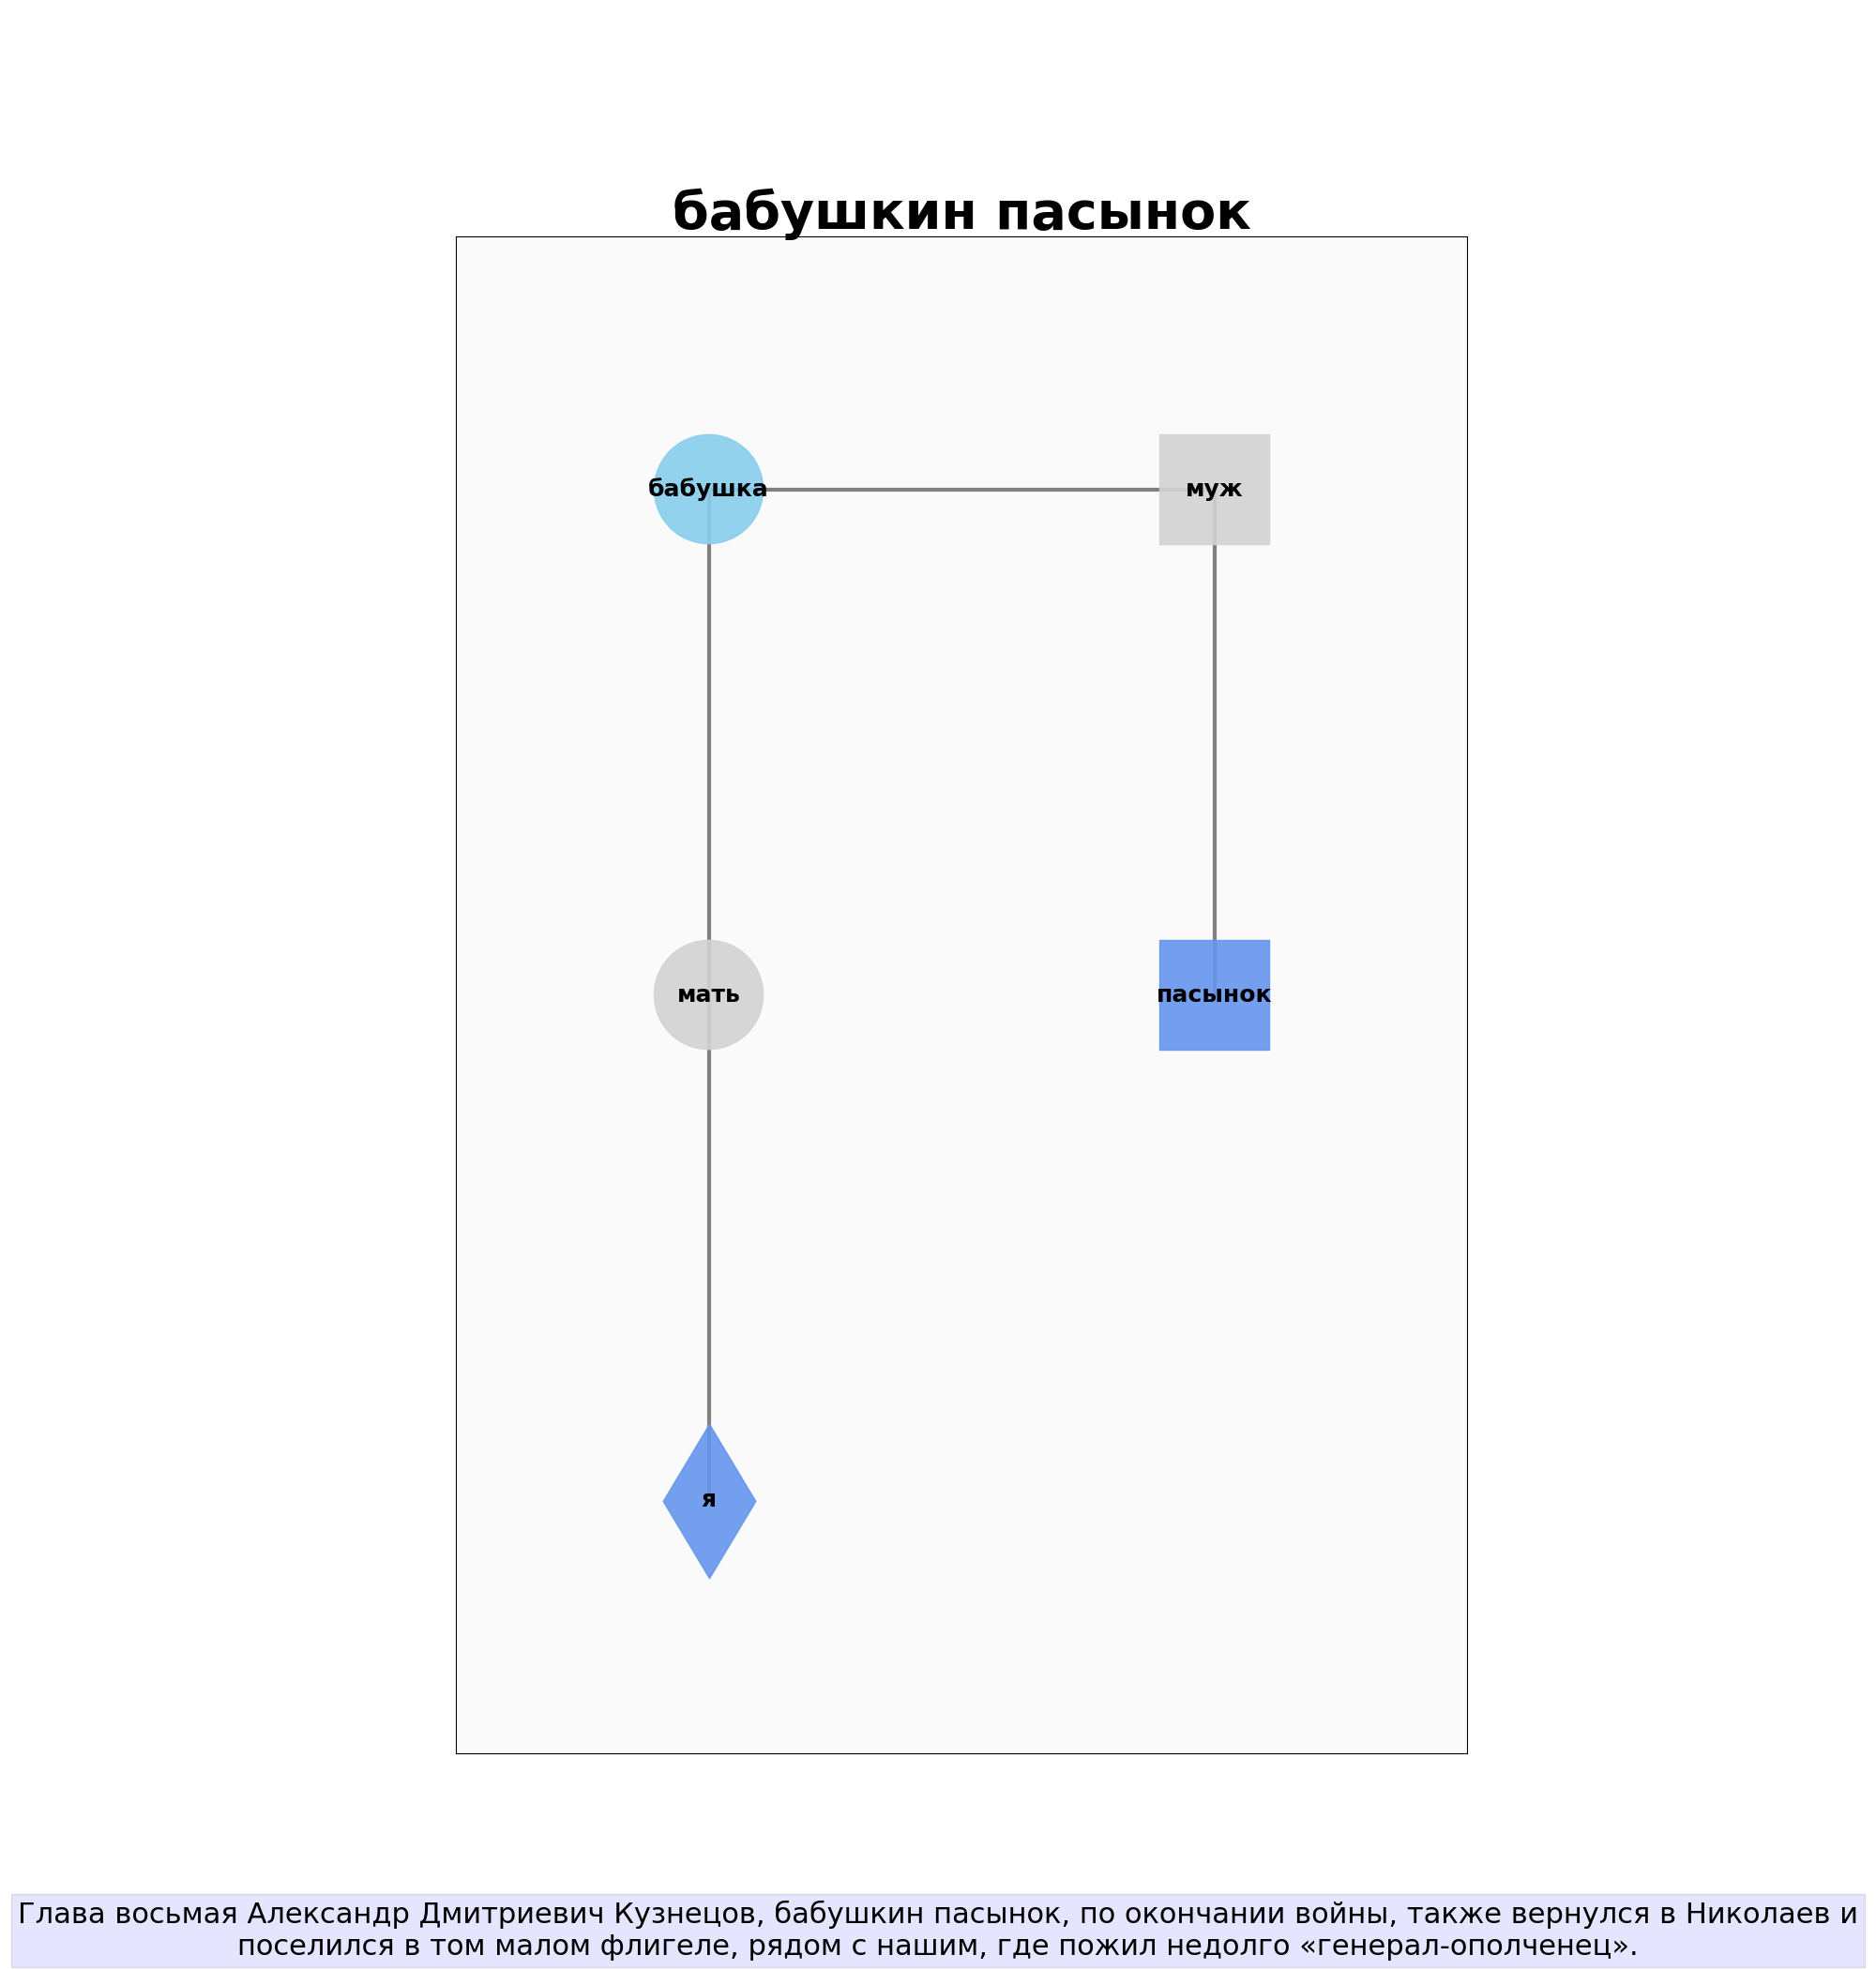 бабушкин пасынок
бабушка
муж
мать
пасынок
я
Глава восьмая Александр Дмитриевич Кузнецов, бабушкин пасынок, по окончании войны, также вернулся в Николаев и
поселился в том малом флигеле, рядом с нашим, где пожил недолго «генерал-ополченец».